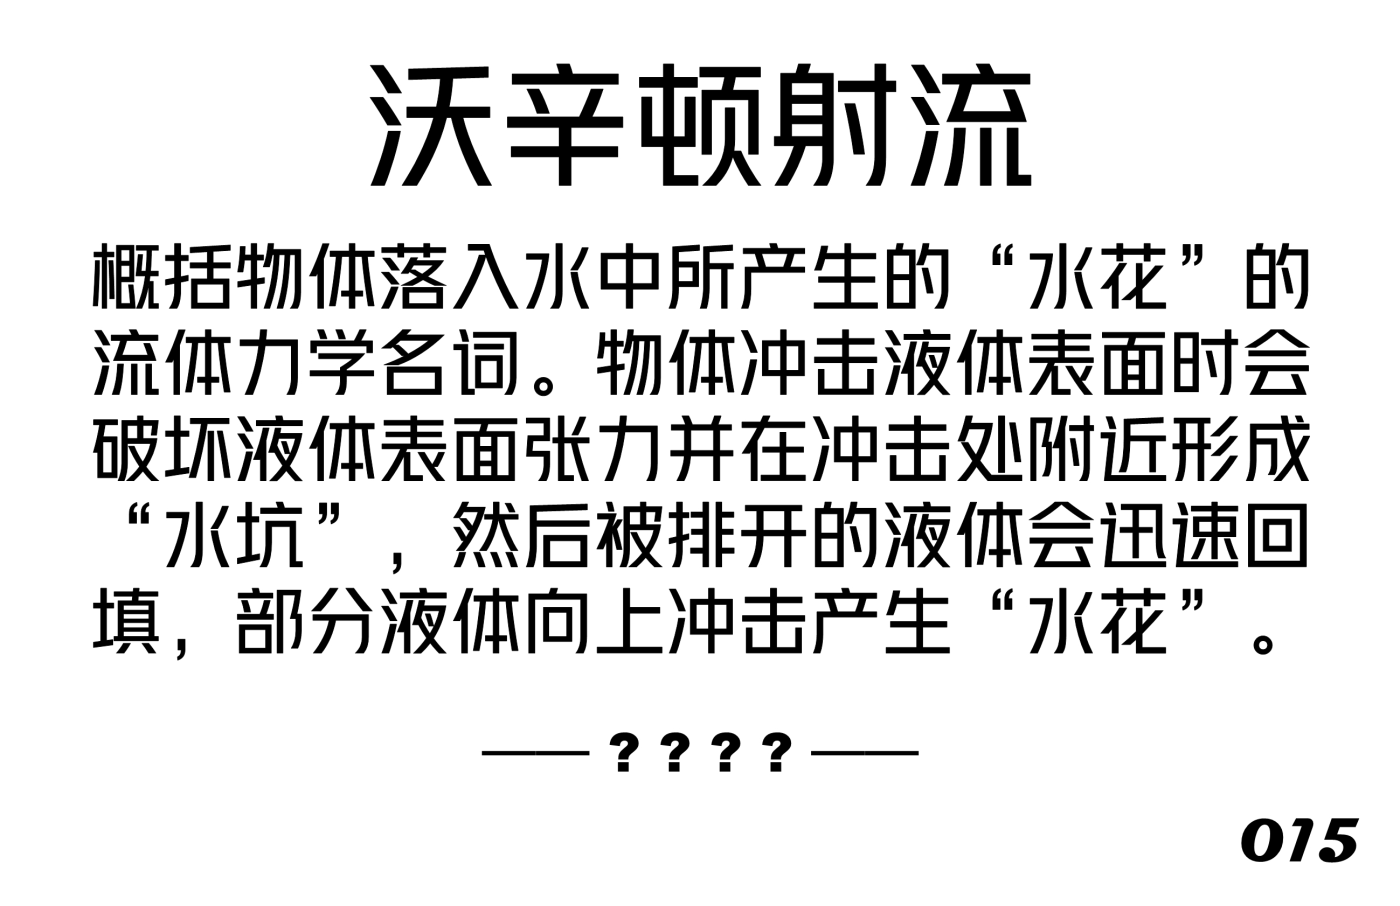 沃辛顿射流
概括物体落入水中所产生的“水花”的
流体力学名词。物体冲击液体表面时会
破坏液体表面张力并在冲击处附近形成
“水坑”，然后被排开的液体会迅速回
填，部分液体向上冲击产生“水花”。
——？？？？——
015